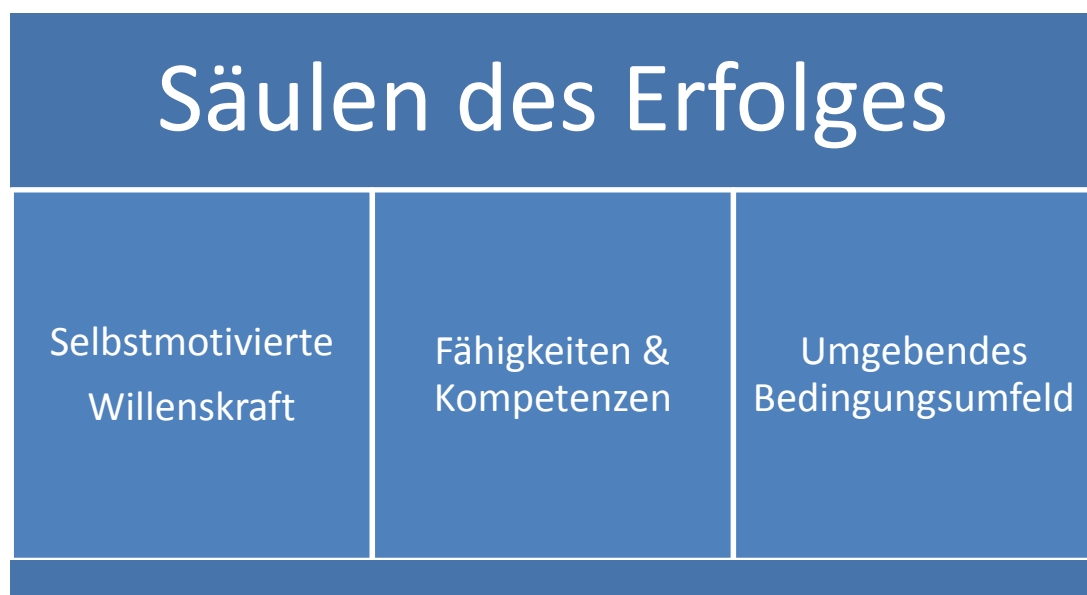 Säulen des Erfolges
Selbstmotivierte
Willenskraft
Fähigkeiten &
Kompetenzen
Umgebendes
Bedingungsumfeld